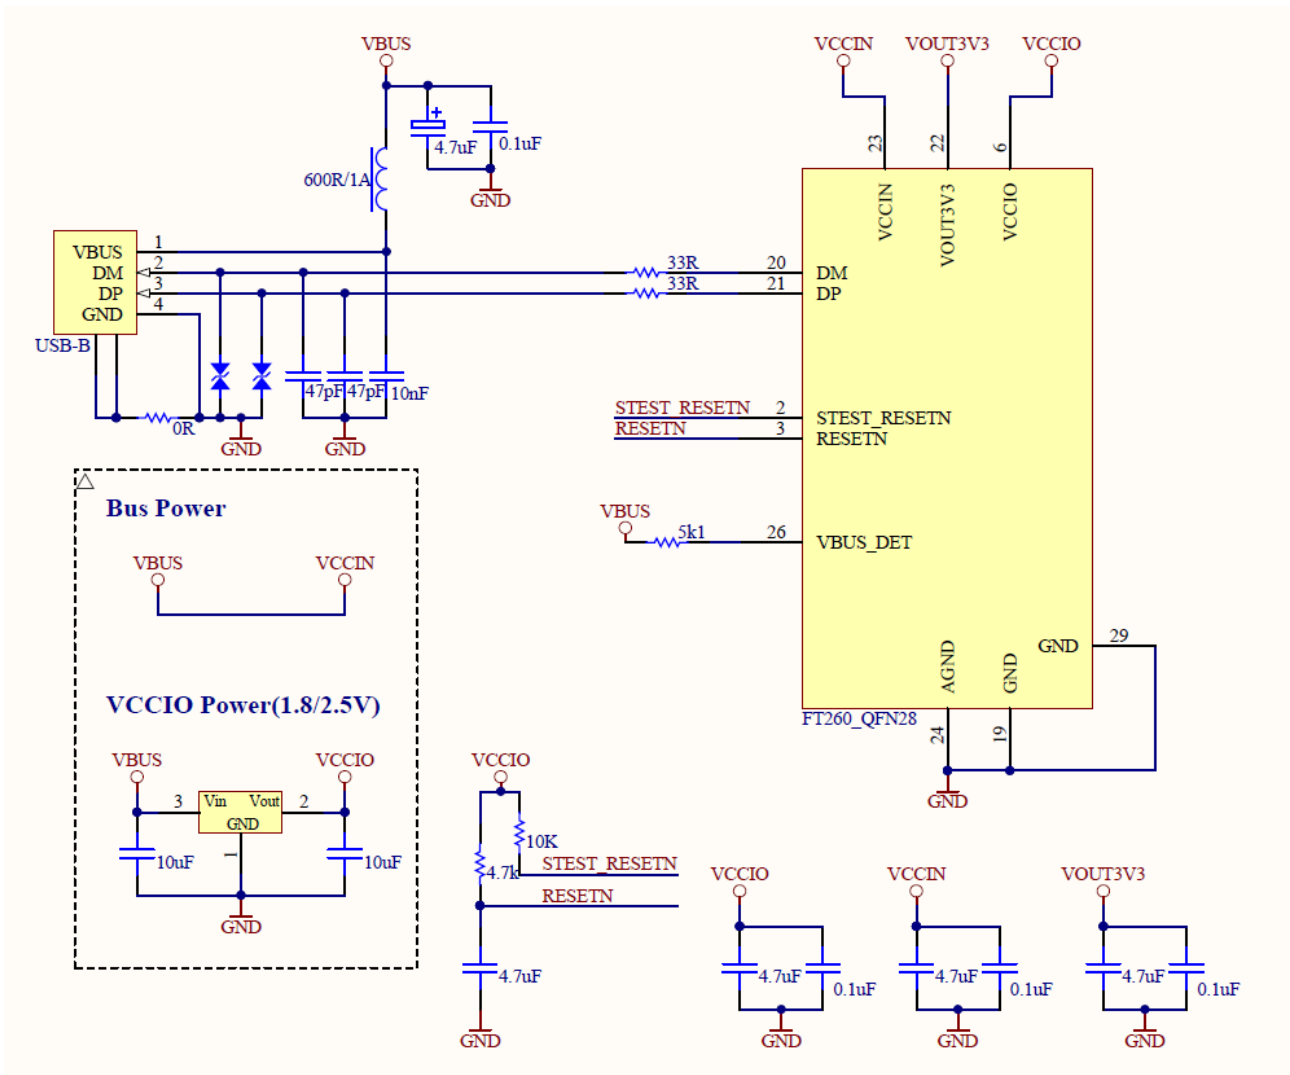 VBUS
4.7uF
0.1uF
600R/1A
GND
VCCIN
VOUT3V3
VCCIO
23
22
6
VCCIN
VOUT3V3
VCCIO
VBUS
DM
DP
GND
1
2
3
4
USB-B
33R
33R
20
21
DM
DP
47pF
47pF
10nF
0R
GND
GND
STEST_RESETN
RESETN
2
3
STEST_RESETN
RESETN
VBUS
5k1
26
VBUS_DET
GND
29
AGND
GND
FT260_QFN28
24
19
GND
Bus Power
VBUS
VCCIN
VCCIO Power(1.8/2.5V)
VBUS
VCCIO
3
Vin
Vout
GND
2
1
10uF
10uF
GND
VCCIO
10K
4.7k
STEST_RESETN
RESETN
4.7uF
GND
VCCIO
4.7uF
0.1uF
GND
VCCIN
4.7uF
0.1uF
GND
VOUT3V3
4.7uF
0.1uF
GND